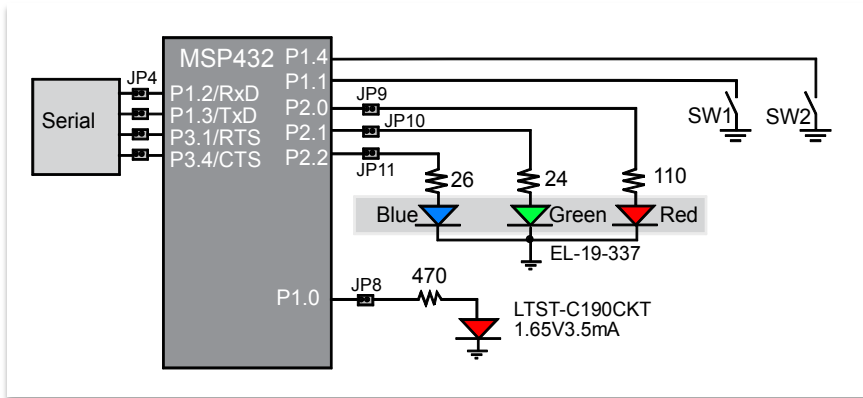 MSP432
P1.4
P1.1
JP4
P1.2/RxD
JP9
P2.0
SW1
SW2
Serial
P1.3/TxD
P2.1
JP10
P3.1/RTS
P3.4/CTS
P2.2
JP11
26
24
110
Blue
Green
Red
EL-19-337
P1.0
JP8
470
LTST-C190CKT
1.65V3.5mA